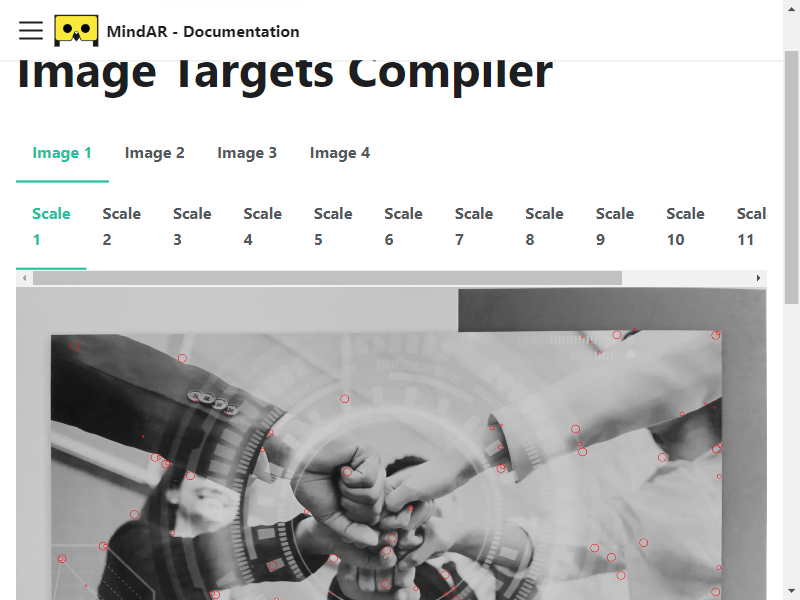 MindAR - Documentation
Image Targets Compiler
Image 1 Image 2 Image 3 Image 4
Scale 1 Scale 2 Scale 3 Scale 4 Scale 5 Scale 6 Scale 7 Scale 8 Scale 9 Scale 10 Scale 11